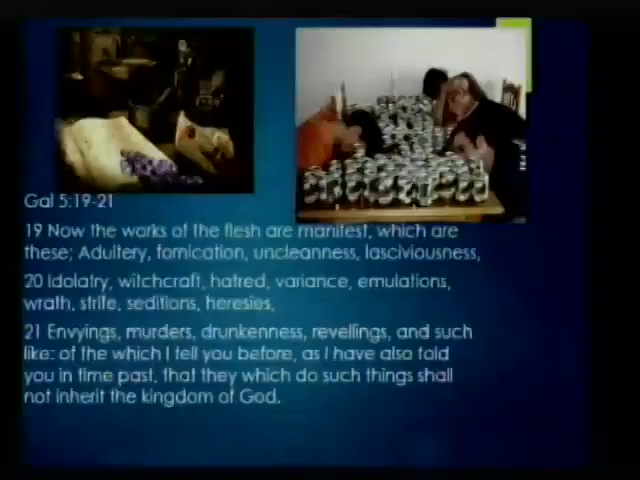 Gal 5:19-21
19 Now the works of the flesh are manifest, which are
these; Adultery, fornication, uncleanness, lasciviousness,
20 Idolatry, witchcraft, hatred, variance, emulations,
wrath, strife, seditions, heresies,
21 Envyings, murders, drunkenness, revellings, and such
like: of the which I tell you before, as I have also told
you in time past, that they which do such things shall
not inherit the kingdom of God.